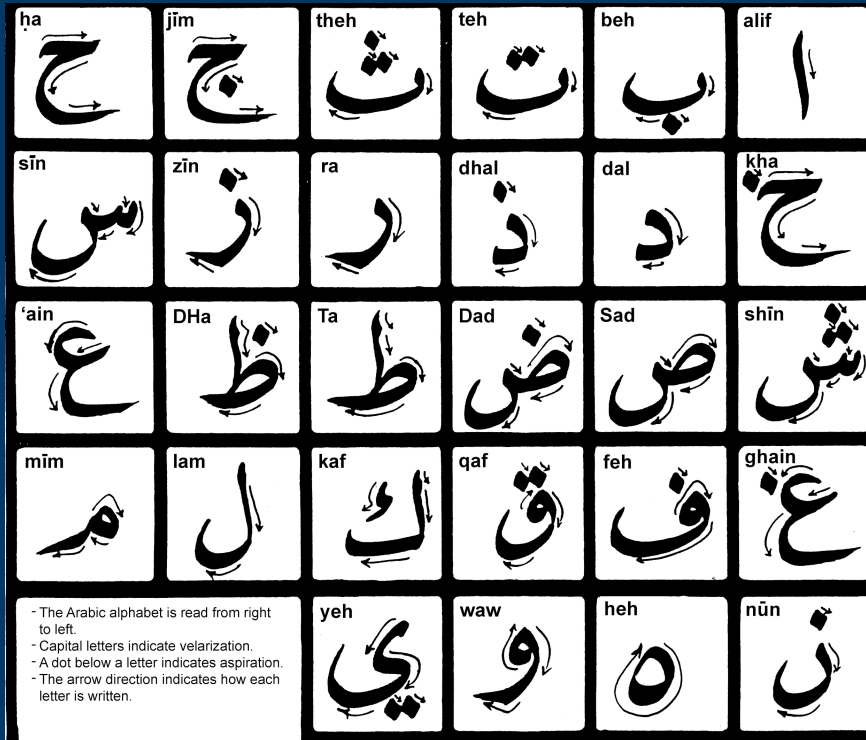 alif
ا
beh
ب
teh
ت
theh
ث
jīm
ج
ḥa
ح
kha
خ
dal
د
dhal
ذ
ra
ر
zīn
ز
sīn
س
shīn
ش
Sad
ص
Dad
ض
Ta
ط
DHa
ظ
‘ain
ع
ghain
غ
feh
ف
qaf
ق
kaf
ك
lam
ل
mīm
م
nūn
ن
heh
ه
waw
و
yeh
ي
- The Arabic alphabet is read from right
to left.
- Capital letters indicate velarization.
- A dot below a letter indicates aspiration.
- The arrow direction indicates how each
letter is written.